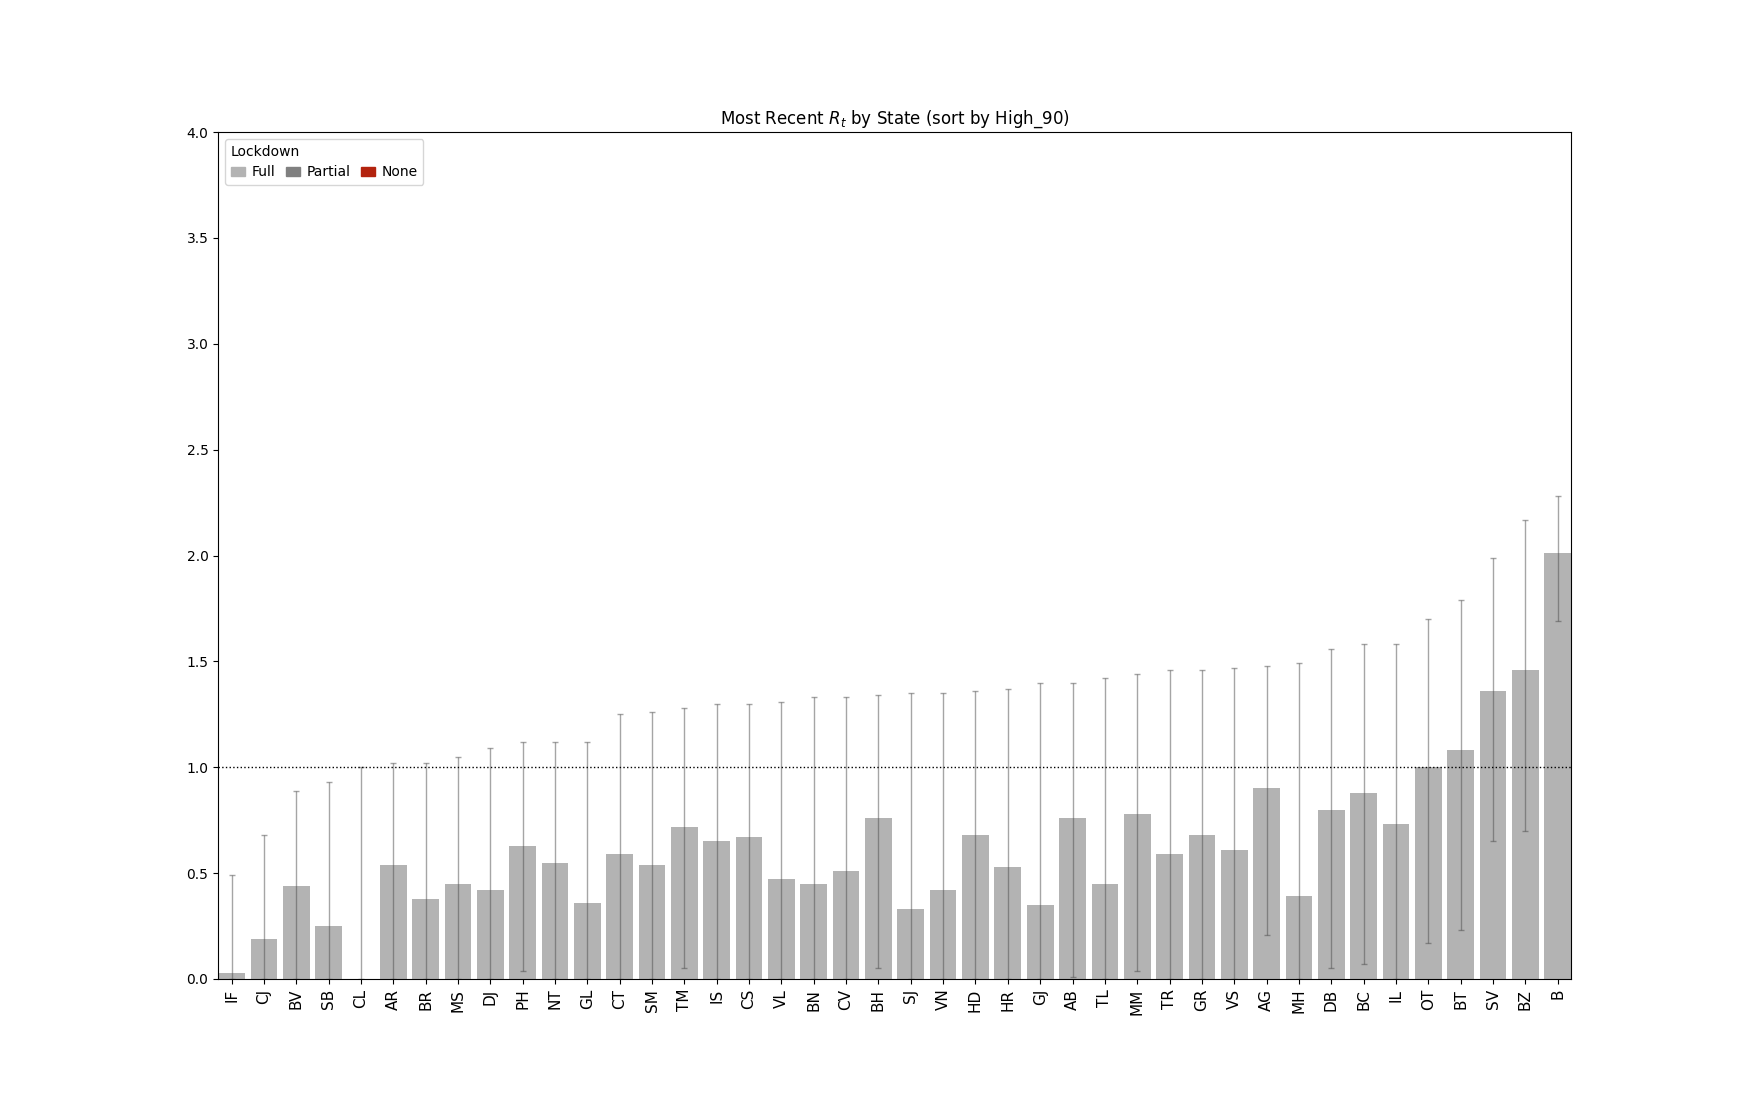 Most Recent R_t by State (sort by High_90)
4.0
Lockdown
Full Partial None
3.5
3.0
2.5
2.0
1.5
1.0
0.5
0.0
IF CJ BV SB CL AR BR MS DJ PH NT GL CT SM TM IS CS VL BN CV BH SJ VN HD HR GJ AB TL MM TR GR VS AG MH DB BC IL OT BT SV BZ B